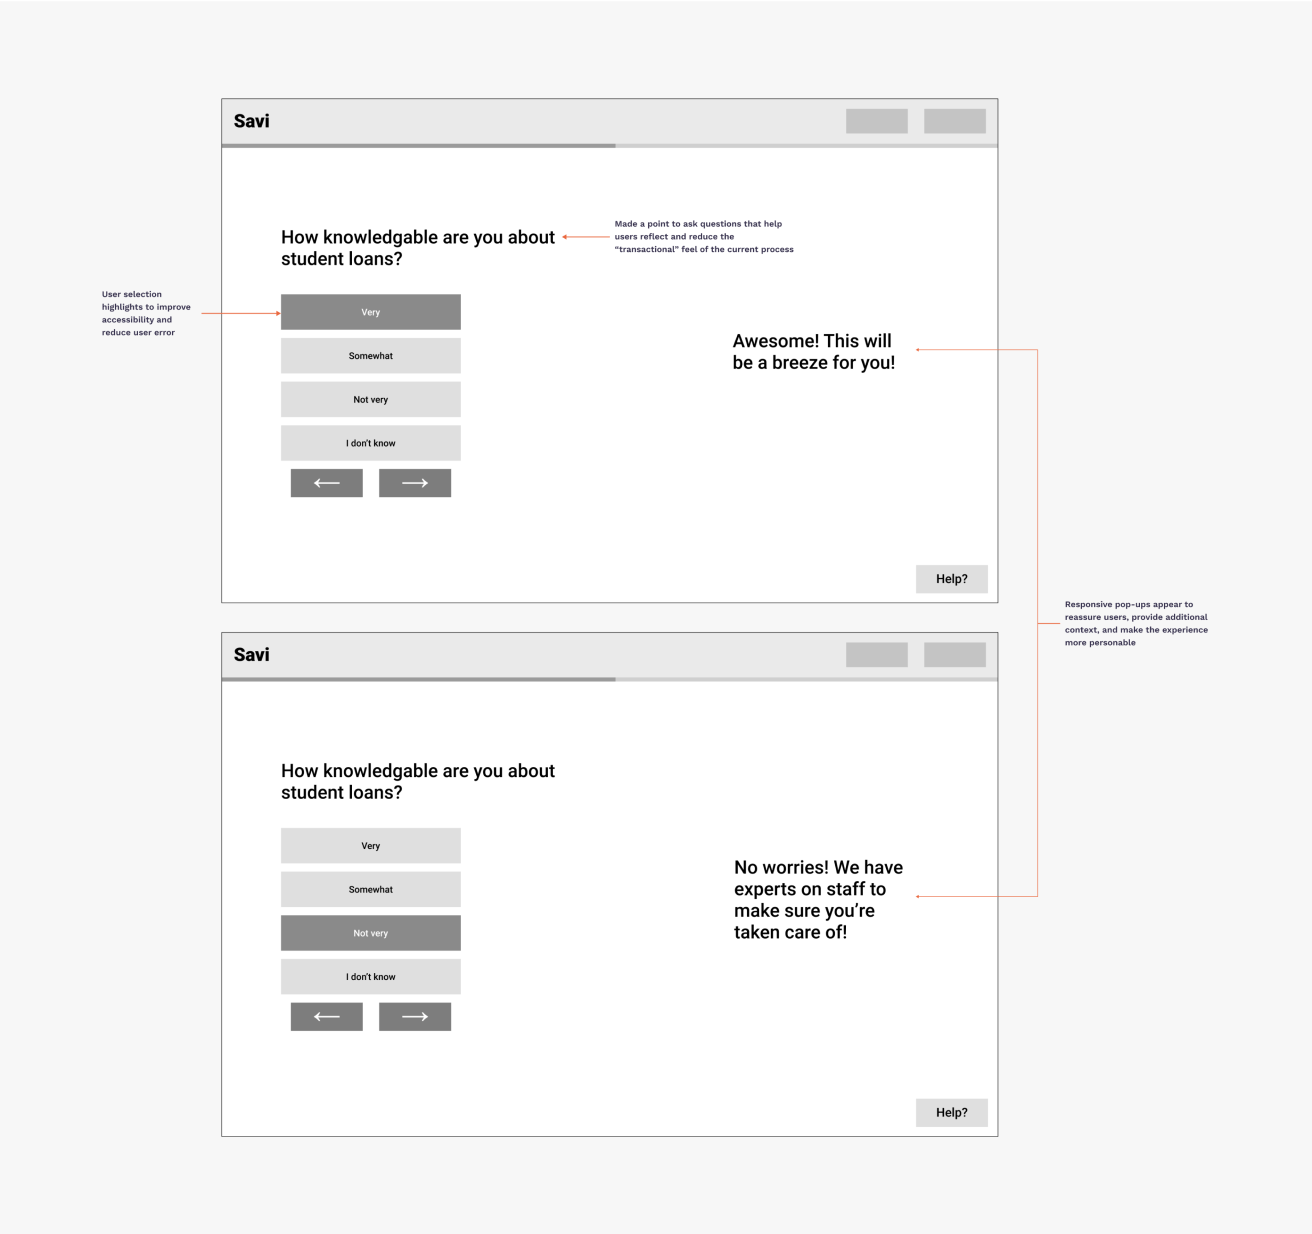 Savi
How knowledgable are you about
student loans?
Made a point to ask questions that help
users reflect and reduce the
“transactional” feel of the current process
User selection
highlights to improve
accessibility and
reduce user error
Very
Somewhat
Not very
I don’t know
Awesome! This will
be a breeze for you!
Help?
Responsive pop-ups appear to
reassure users, provide additional
context, and make the experience
more personable
Savi
How knowledgable are you about
student loans?
Very
Somewhat
Not very
I don’t know
No worries! We have
experts on staff to
make sure you’re
taken care of!
Help?